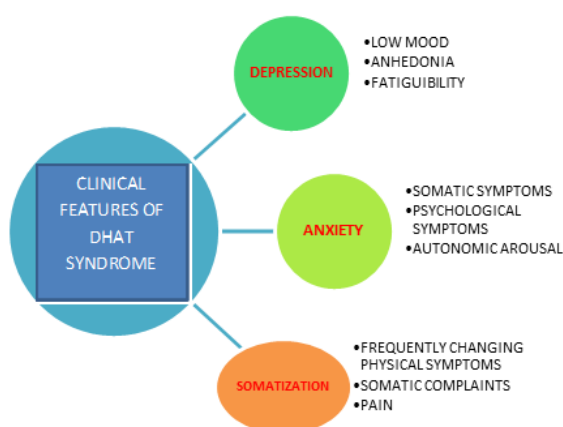 CLINICAL
FEATURES OF
DHAT
SYNDROME
DEPRESSION
•LOW MOOD
•ANHEDONIA
•FATIGUIBILITY
ANXIETY
•SOMATIC SYMPTOMS
•PSYCHOLOGICAL
SYMPTOMS
•AUTONOMIC AROUSAL
SOMATIZATION
•FREQUENTLY CHANGING
PHYSICAL SYMPTOMS
•SOMATIC COMPLAINTS
•PAIN